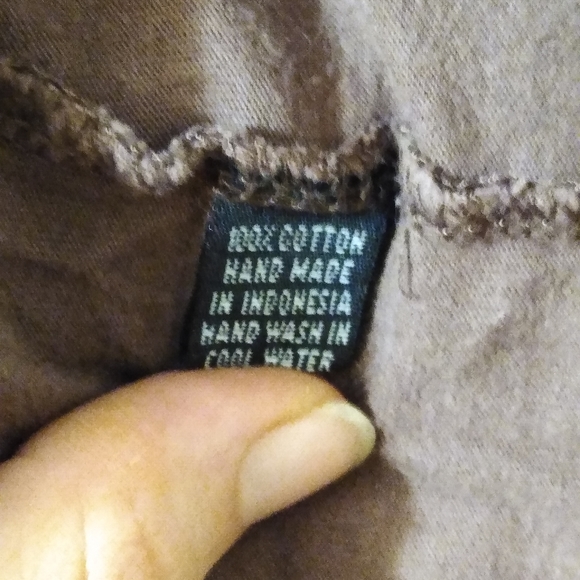 100% COTTON
HAND MADE
IN INDONESIA
HAND WASH IN
COOL WATER